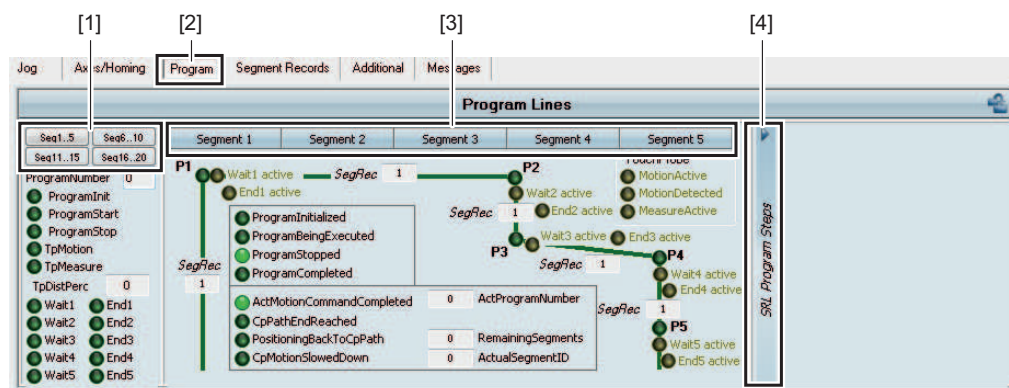 [1] [2] [3] [4]
Jog Axes/Homing Program Segment Records Additional Messages
Program Lines
Seq1..5 Seq6..10
Seq11..15 Seq16..20
Segment 1 Segment 2 Segment 3 Segment 4 Segment 5
ProgramNumber 0
ProgramInit
ProgramStart
ProgramStop
TpMotion
TpMeasure
TpDistPerc 0
Wait1 End1
Wait2 End2
Wait3 End3
Wait4 End4
Wait5 End5
P1 Wait1 active SegRec 1 P2
End1 active
TouchProbe
MotionActive
MotionDetected
MeasureActive
Wait2 active
SegRec 1 End2 active
P3 Wait3 active End3 active
SegRec 1 P4
Wait4 active
End4 active
SegRec 1
P5
Wait5 active
End5 active
SegRec
1
ProgramInitialized
ProgramBeingExecuted
ProgramStopped
ProgramCompleted
ActMotionCommandCompleted 0 ActProgramNumber
CpPathEndReached
PositioningBackToCpPath 0 RemainingSegments
CpMotionSlowedDown 0 ActualSegmentID
SRL Program Steps